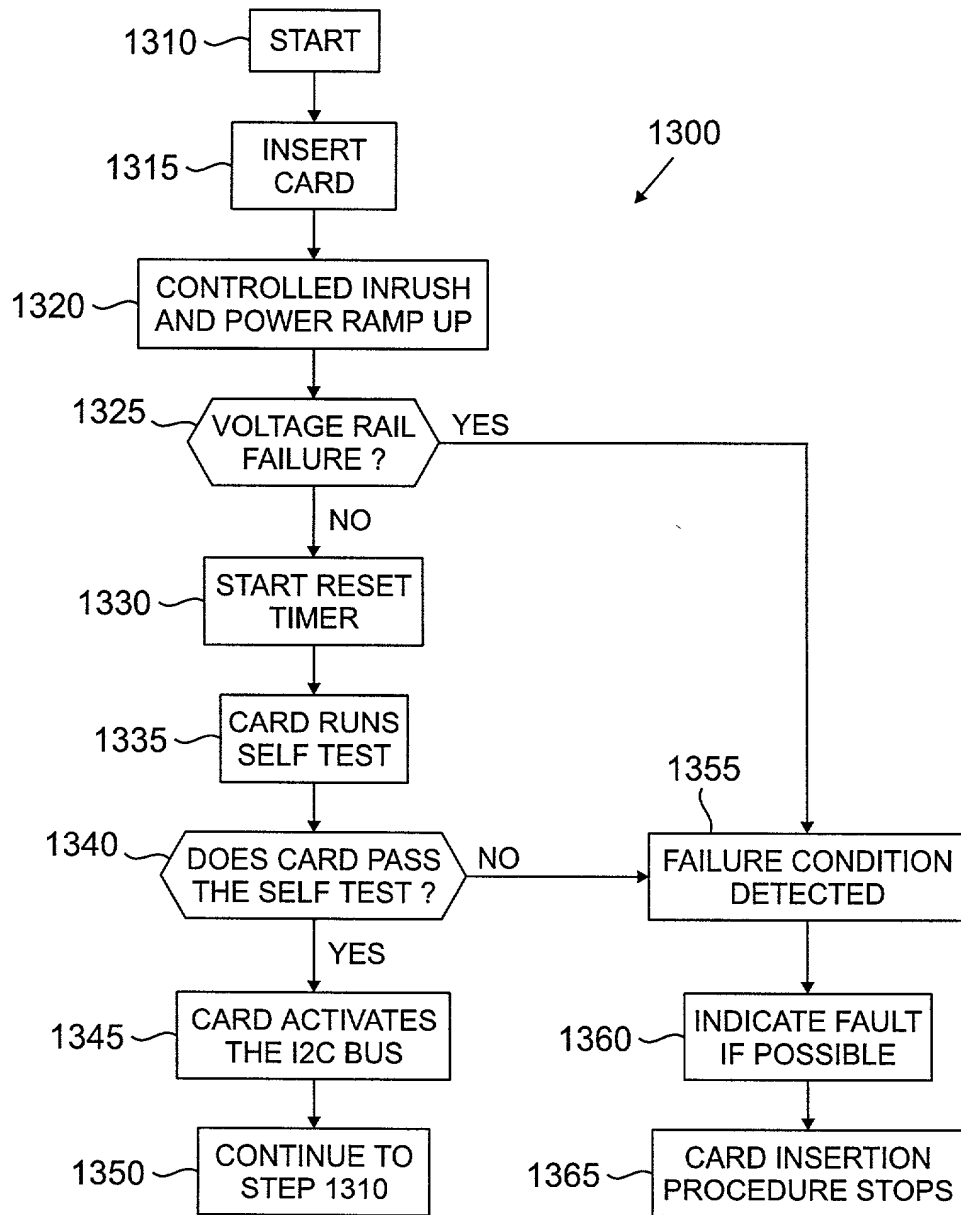 1310
START
1315
INSERT
CARD
1300
1320
CONTROLLED INRUSH
AND POWER RAMP UP
1325
VOLTAGE RAIL
FAILURE ?
YES
NO
1330
START RESET
TIMER
1335
CARD RUNS
SELF TEST
1340
DOES CARD PASS
THE SELF TEST ?
NO
1355
FAILURE CONDITION
DETECTED
YES
1345
CARD ACTIVATES
THE I2C BUS
1360
INDICATE FAULT
IF POSSIBLE
1350
CONTINUE TO
STEP 1310
1365
CARD INSERTION
PROCEDURE STOPS